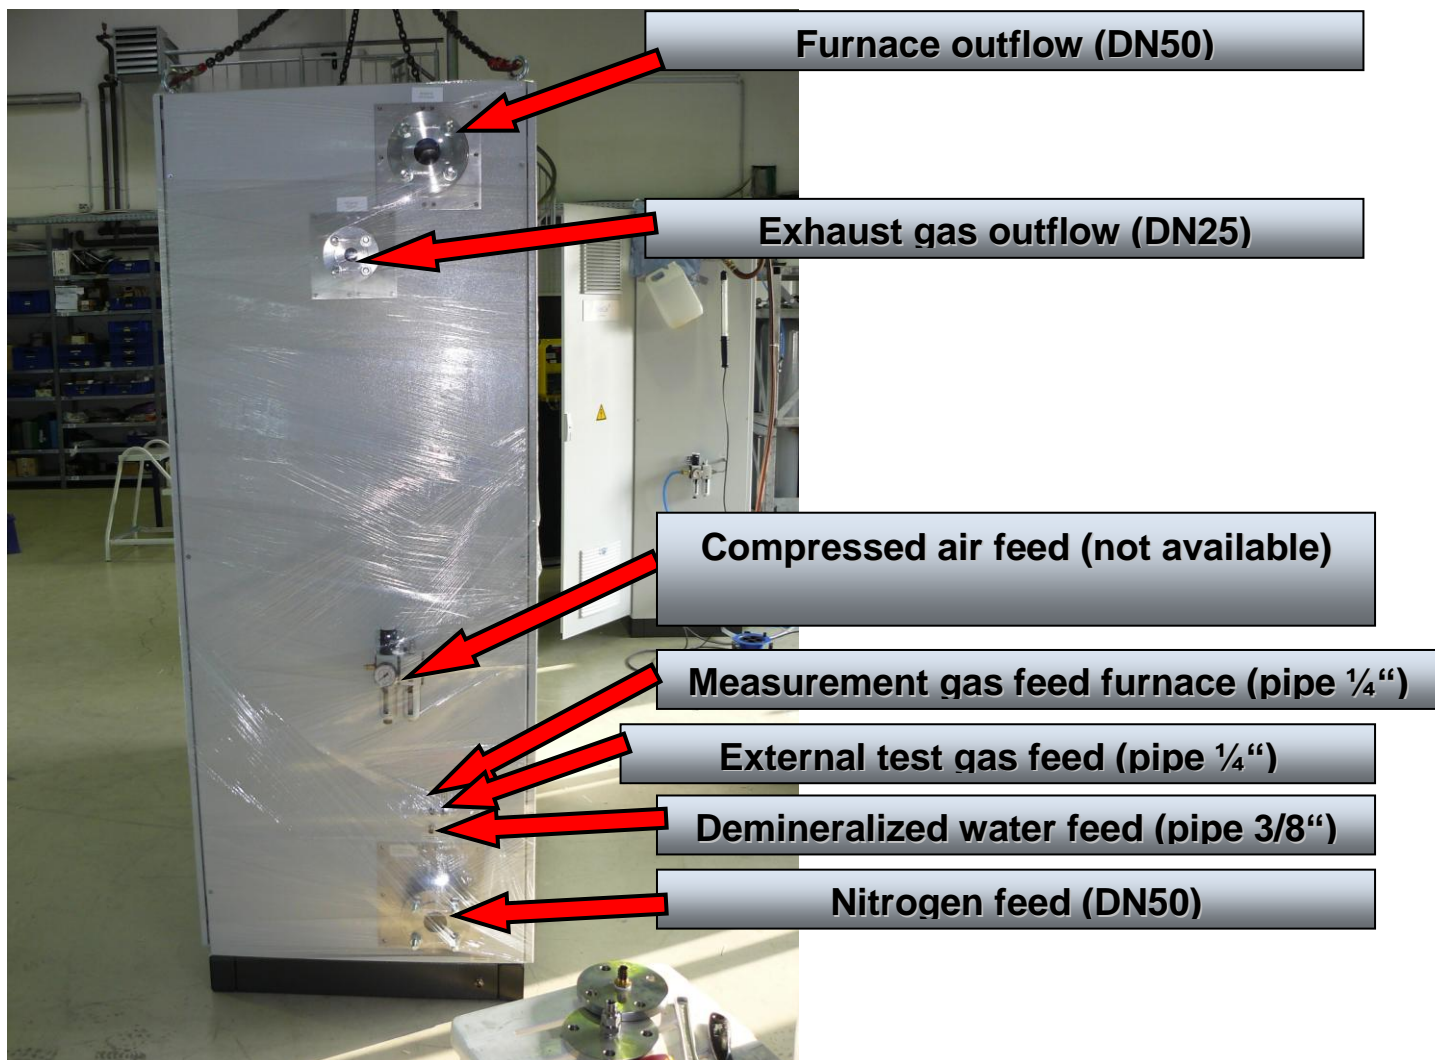 Furnace outflow (DN50)
Exhaust gas outflow (DN25)
Compressed air feed (not available)
Measurement gas feed furnace (pipe ¼“)
External test gas feed (pipe ¼“)
Demineralized water feed (pipe 3/8“)
Nitrogen feed (DN50)